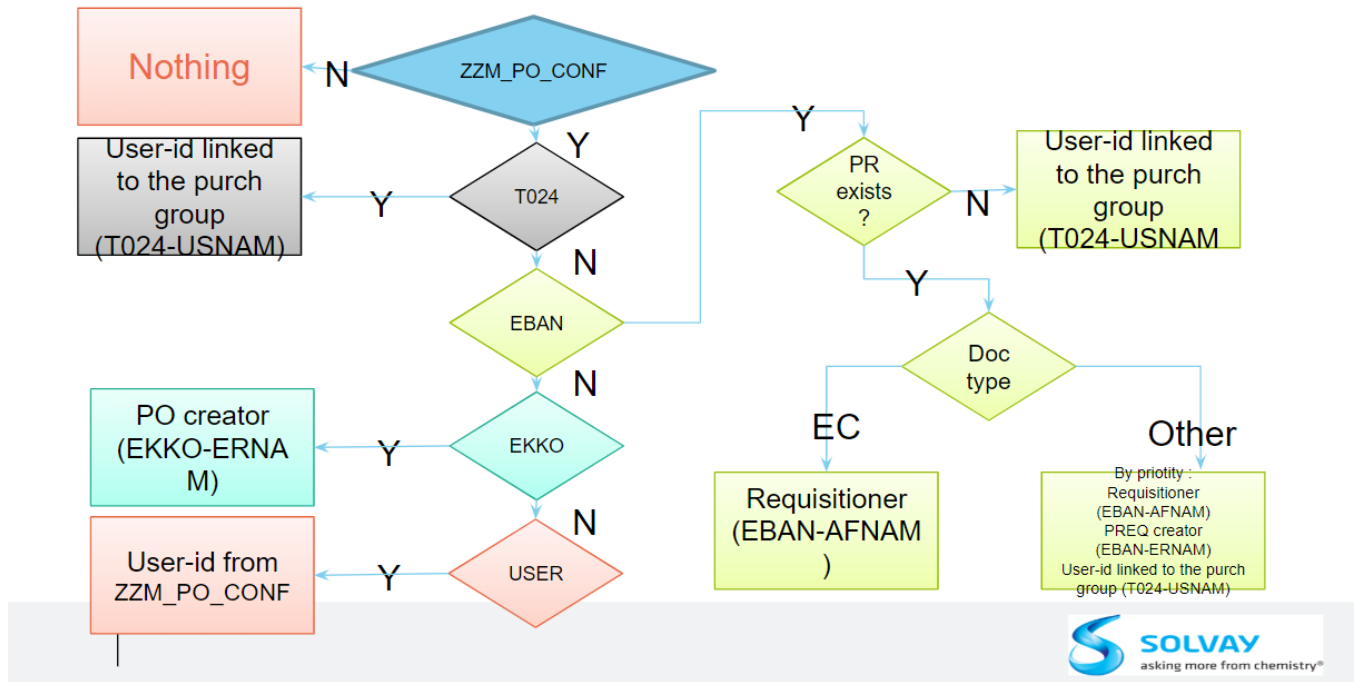 Nothing
N
ZZM_PO_CONF
Y
User-id linked
to the purch
group
(T024-USNAM)
Y
T024
N
Y
PR
exists
?
N
User-id linked
to the purch
group
(T024-USNAM
EBAN
Y
N
Doc
type
PO creator
(EKKO-ERNA
M)
Y
EKKO
N
EC
Other
Requisitioner
(EBAN-AFNAM
)
By priotity :
Requisitioner
(EBAN-AFNAM)
PREQ creator
(EBAN-ERNAM)
User-id linked to the purch
group (T024-USNAM)
User-id from
ZZM_PO_CONF
Y
USER
SOLVAY
asking more from chemistry®